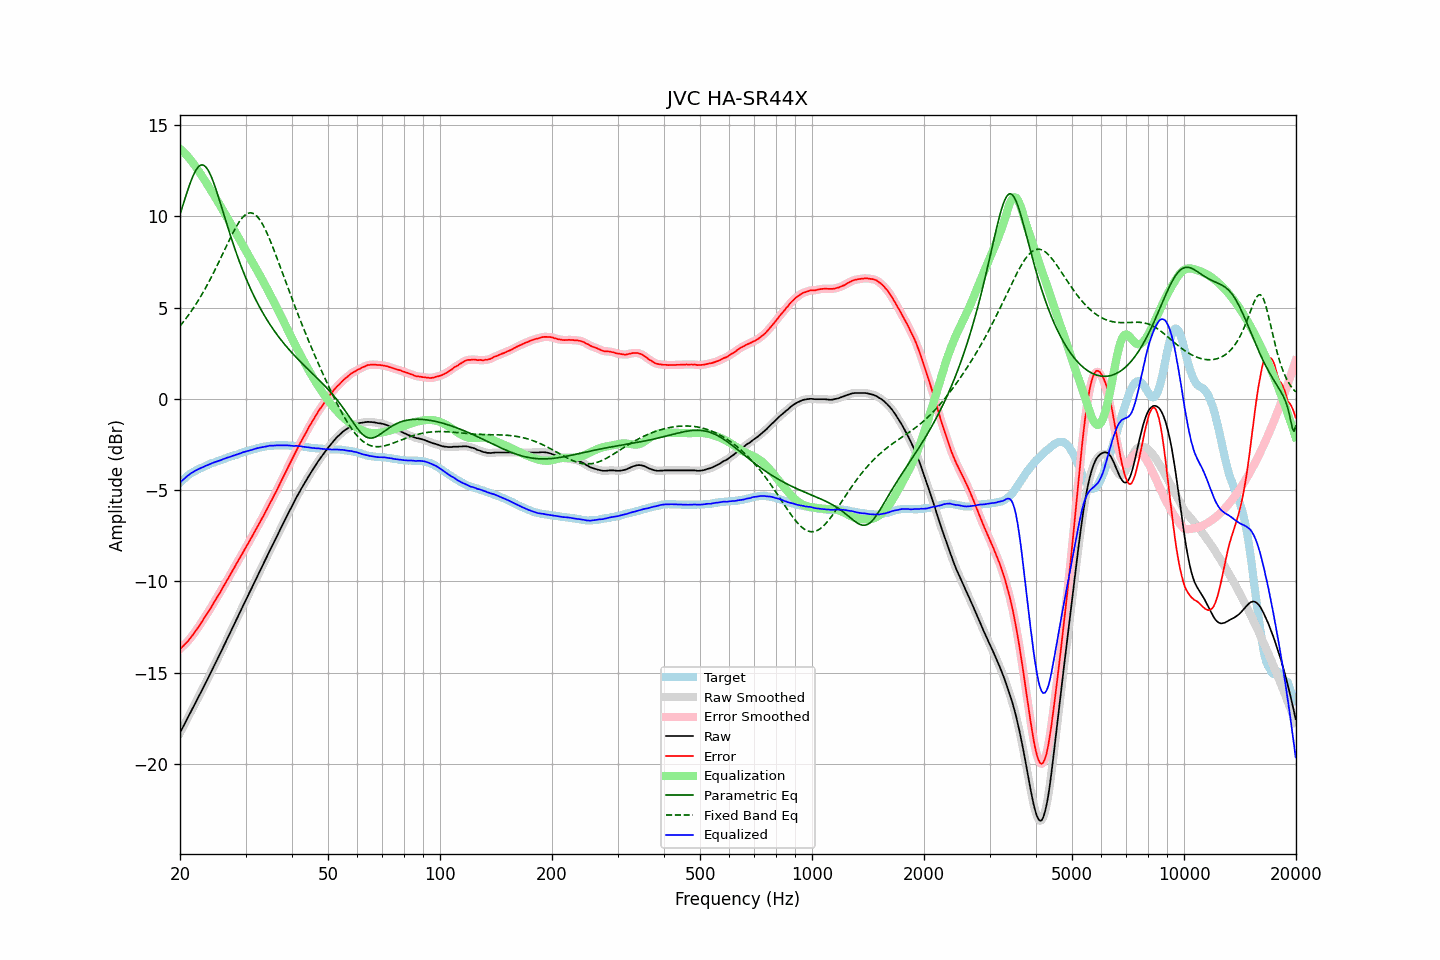 JVC HA-SR44X
Amplitude (dBr)
15
10
5
0
−5
−10
−15
−20
Target
Raw Smoothed
Error Smoothed
Raw
Error
Equalization
Parametric Eq
Fixed Band Eq
Equalized
20
50
100
200
500
1000
2000
5000
10000
20000
Frequency (Hz)